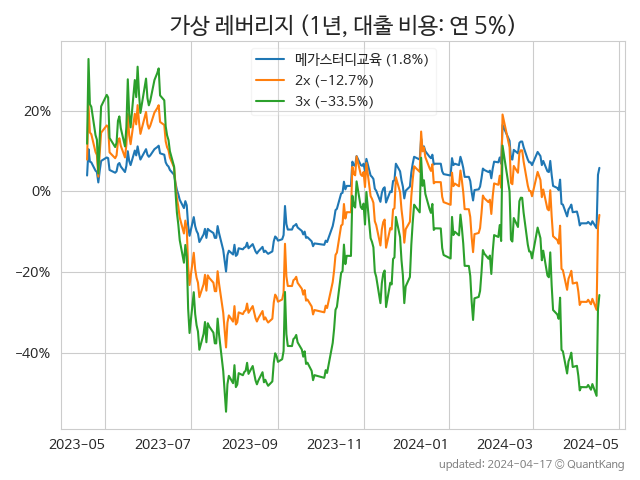 가상 레버리지 (1년, 대출 비용: 연 5%)
메가스터디교육 (1.8%)
2x (−12.7%)
3x (−33.5%)
20%
0%
−20%
−40%
2023-05 2023-07 2023-09 2023-11 2024-01 2024-03 2024-05
updated: 2024-04-17 © QuantKang